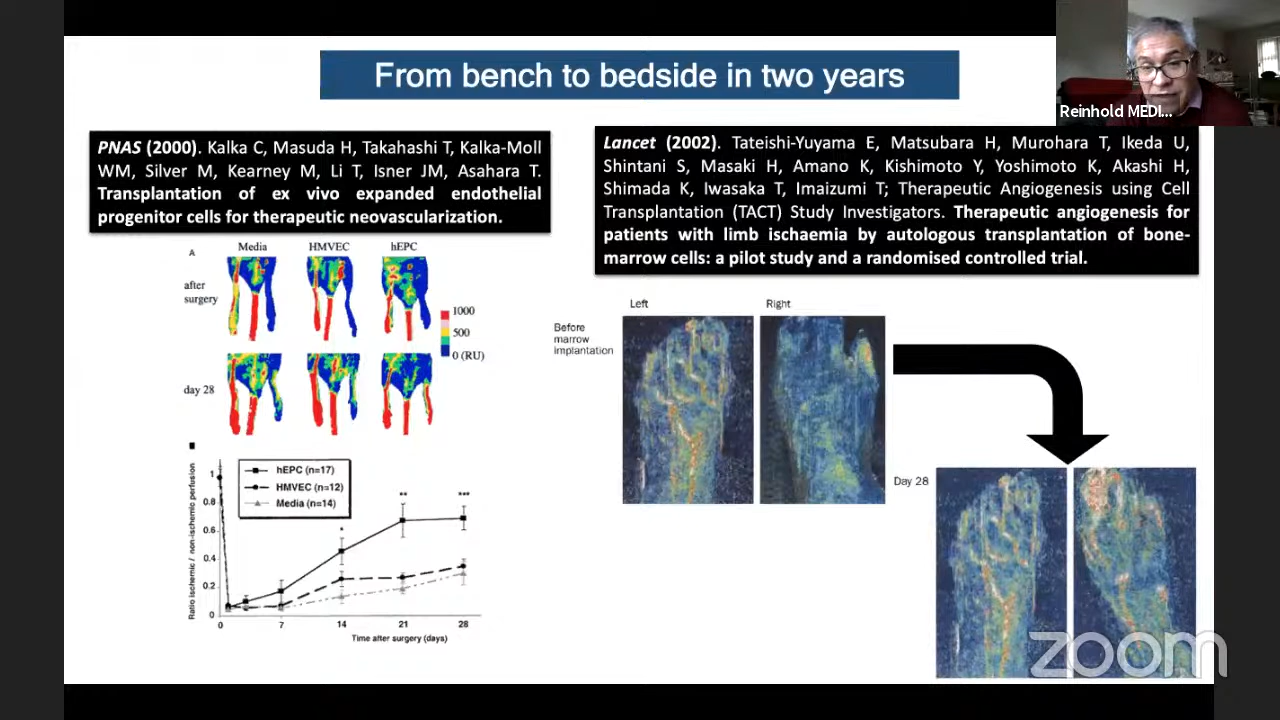 From bench to bedside in two years
Reinhold MEDI...
PNAS (2000). Kalka C, Masuda H, Takahashi T, Kalka-Moll
WM, Silver M, Kearney M, Li T, Isner JM, Asahara T.
Transplantation of ex vivo expanded endothelial
progenitor cells for therapeutic neovascularization.
Lancet (2002). Tateishi-Yuyama E, Matsubara H, Murohara T, Ikeda U,
Shintani S, Masaki H, Amano K, Kishimoto Y, Yoshimoto K, Akashi H,
Shimada K, Iwasaka T, Imaizumi T; Therapeutic Angiogenesis using Cell
Transplantation (TACT) Study Investigators. Therapeutic angiogenesis for
patients with limb ischaemia by autologous transplantation of bone-
marrow cells: a pilot study and a randomised controlled trial.
A
Media HMVEC hEPC
after
surgery
1000
500
0 (RU)
day 28
hEPC (n=17)
HMVEC (n=12)
Media (n=14)
Ratio ischemic / non-ischemic perfusion
1
0.8
0.6
0.4
0.2
0
* ** ***
0 7 14 21 28
Time after surgery (days)
Left Right
Before
marrow
implantation
Day 28
zoom